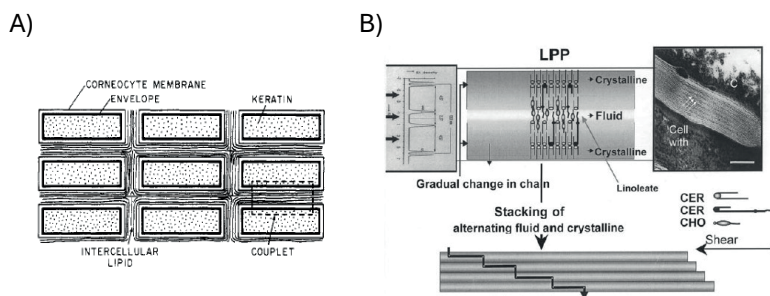 A)
CORNEOCYTE MEMBRANE
ENVELOPE
KERATIN
INTERCELLULAR
LIPID
COUPLET
B)
LPP
Crystalline
Fluid
Crystalline
Linoleate
Gradual change in chain
Stacking of
alternating fluid and crystalline
C
Cell
with
CER
CER
CHO
Shear